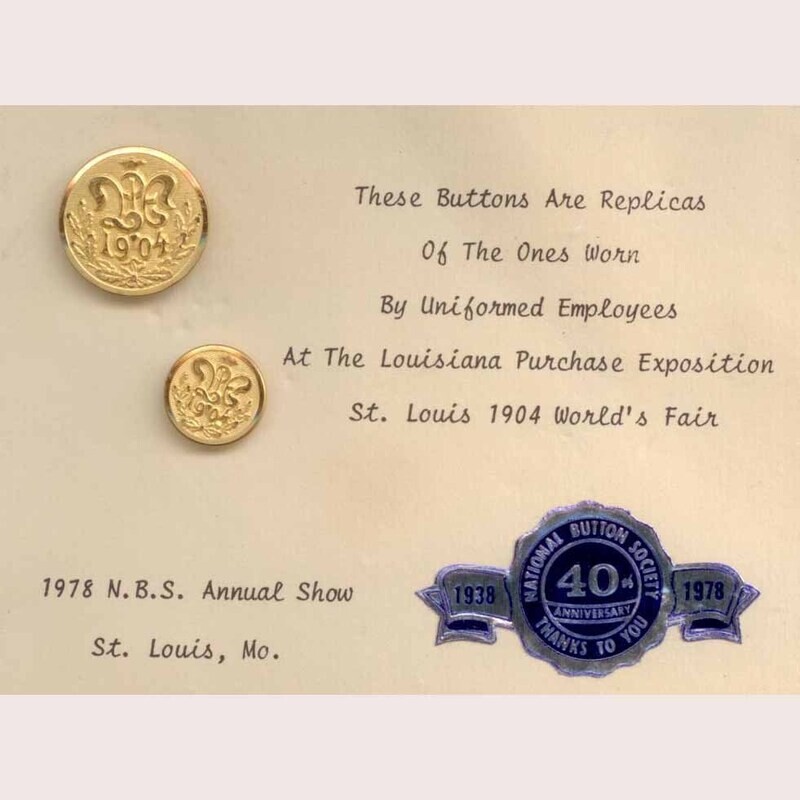 LPE
1904
These Buttons Are Replicas
Of The Ones Worn
By Uniformed Employees
At The Louisiana Purchase Exposition
St. Louis 1904 World's Fair
1904
1978 N.B.S. Annual Show
St. Louis, Mo.
NATIONAL BUTTON SOCIETY
1938
40th
ANNIVERSARY
1978
THANKS TO YOU